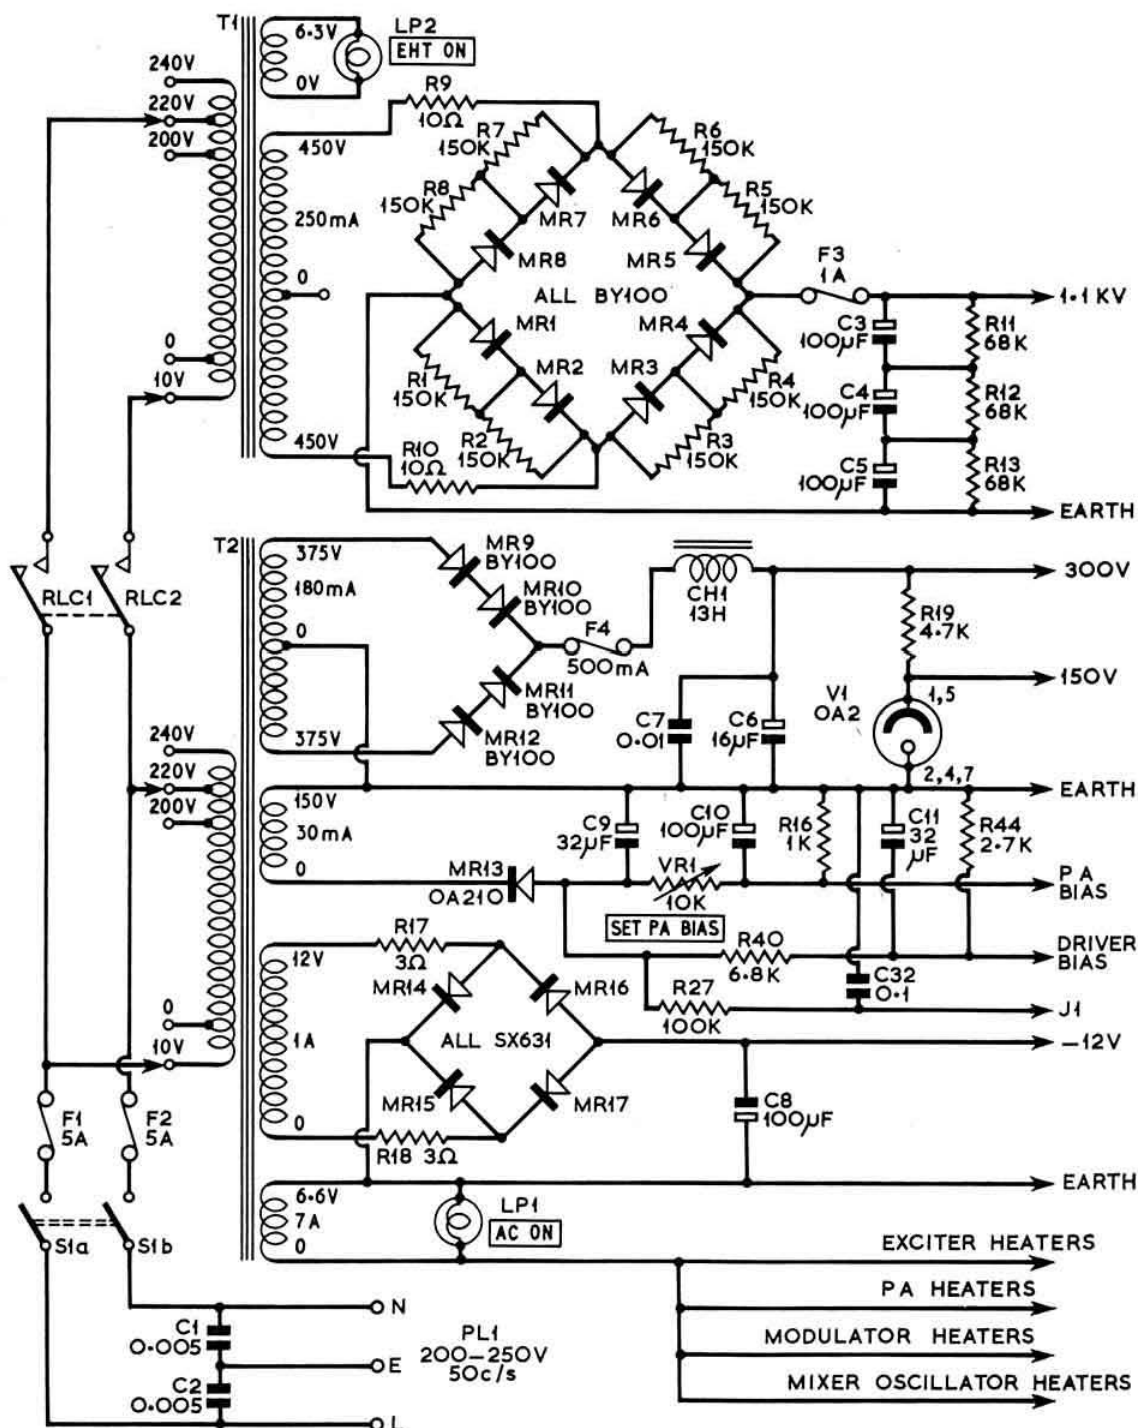 T1
6.3V
0V
LP2
EHT ON
240V
220V
200V
0
10V
450V
250mA
0
450V
R9
10Ω
R7
150K
R8
150K
MR7
MR8
R6
150K
R5
150K
MR6
MR5
ALL BY100
MR1
MR2
MR4
MR3
R1
150K
R2
150K
R4
150K
R3
150K
R10
10Ω
F3
1A
C3
100µF
C4
100µF
C5
100µF
R11
68K
R12
68K
R13
68K
1·1 KV
EARTH
RLC1
RLC2
T2
375V
180mA
0
375V
MR9
BY100
MR10
BY100
MR11
BY100
MR12
BY100
F4
500mA
CH1
13H
300V
R19
4.7K
150V
V1
OA2
1,5
2,4,7
C7
0.01
C6
16µF
EARTH
240V
220V
200V
0
10V
150V
30mA
0
MR13
OA210
C9
32µF
C10
100µF
VR1
10K
SET PA BIAS
R16
1K
C11
32
µF
R44
2.7K
PA
BIAS
R40
6.8K
DRIVER
BIAS
R27
100K
C32
0·1
J1
12V
1A
0
R17
3Ω
MR14
MR16
ALL SX631
MR15
MR17
R18 3Ω
-12V
C8
100µF
EARTH
6·6V
7A
0
LP1
AC ON
F1
5A
F2
5A
S1a
S1b
EXCITER HEATERS
PA HEATERS
MODULATOR HEATERS
MIXER OSCILLATOR HEATERS
C1
0.005
C2
0.005
N
E
L
PL1
200–250V
50c/s